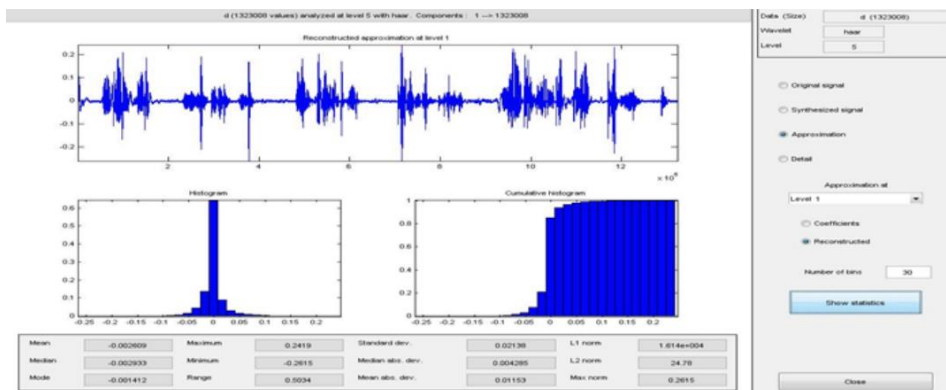 d (1323008 values) analyzed at level 5 with haar. Components : 1 --> 1323008
Reconstructed approximation at level 1
0.2
0.1
0
-0.1
-0.2
2 4 6 8 10 12
Histogram
0.6
0.5
0.4
0.3
0.2
0.1
0
-0.25 -0.2 -0.15 -0.1 -0.05 0 0.05 0.1 0.15 0.2
Cumulative histogram
1
0.8
0.6
0.4
0.2
0
-0.25 -0.2 -0.15 -0.1 -0.05 0 0.05 0.1 0.15 0.2
Mean -0.002609 Maximum 0.2419 Standard dev. 0.02138 L1 norm 1.614e+004
Median -0.002933 Minimum -0.2615 Median abs. dev. 0.004285 L2 norm 24.78
Mode -0.001412 Range 0.5034 Mean abs. dev. 0.01153 Max norm 0.2615
Data (Size) d (1323008)
Wavelet haar
Level 5
Original signal
Synthesized signal
Approximation
Detail
Approximation at
Level 1
Coefficients
Reconstructed
Number of bins 30
Show statistics
Close